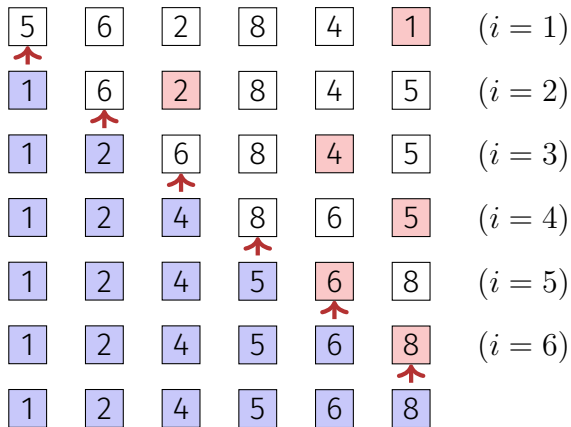 5 6 2 8 4 1 (i = 1)
1 6 2 8 4 5 (i = 2)
1 2 6 8 4 5 (i = 3)
1 2 4 8 6 5 (i = 4)
1 2 4 5 6 8 (i = 5)
1 2 4 5 6 8 (i = 6)
1 2 4 5 6 8